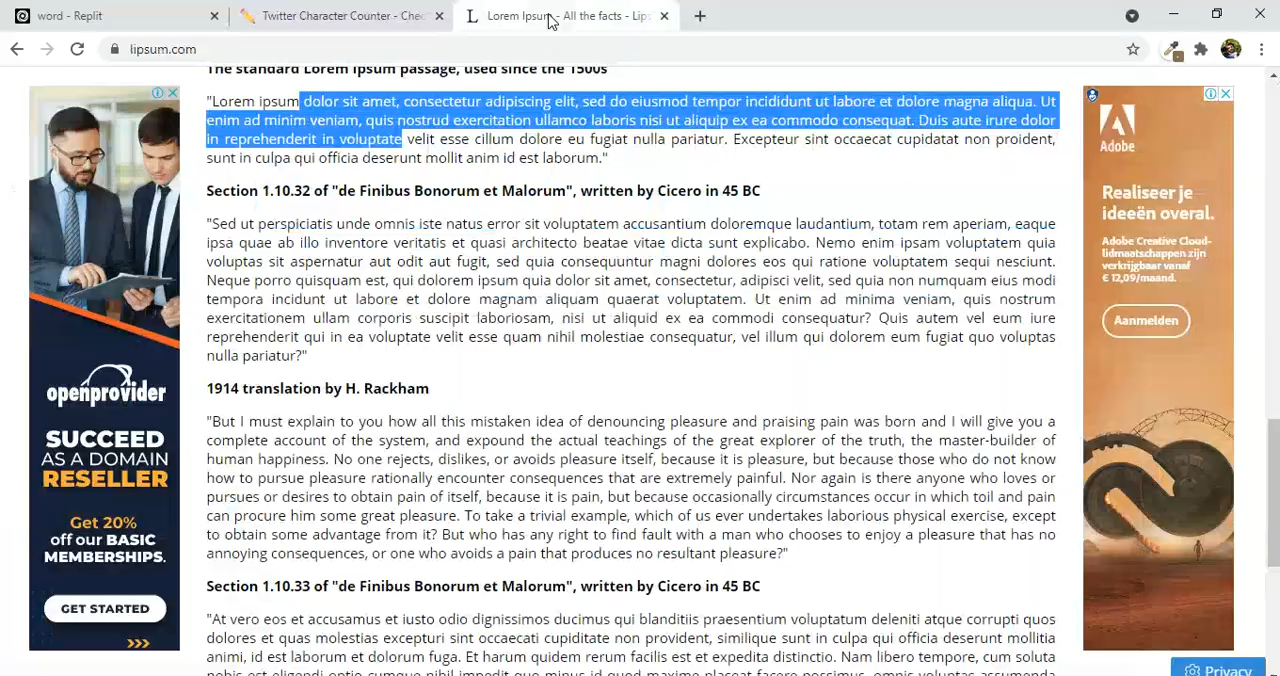 word - Replit
Twitter Character Counter - Chec
Lorem Ipsum - All the facts - Lips
lipsum.com
The standard Lorem Ipsum passage, used since the 1500s
"Lorem ipsum dolor sit amet, consectetur adipiscing elit, sed do eiusmod tempor incididunt ut labore et dolore magna aliqua. Ut
enim ad minim veniam, quis nostrud exercitation ullamco laboris nisi ut aliquip ex ea commodo consequat. Duis aute irure dolor
in reprehenderit in voluptate velit esse cillum dolore eu fugiat nulla pariatur. Excepteur sint occaecat cupidatat non proident,
sunt in culpa qui officia deserunt mollit anim id est laborum."
Section 1.10.32 of "de Finibus Bonorum et Malorum", written by Cicero in 45 BC
"Sed ut perspiciatis unde omnis iste natus error sit voluptatem accusantium doloremque laudantium, totam rem aperiam, eaque
ipsa quae ab illo inventore veritatis et quasi architecto beatae vitae dicta sunt explicabo. Nemo enim ipsam voluptatem quia
voluptas sit aspernatur aut odit aut fugit, sed quia consequuntur magni dolores eos qui ratione voluptatem sequi nesciunt.
Neque porro quisquam est, qui dolorem ipsum quia dolor sit amet, consectetur, adipisci velit, sed quia non numquam eius modi
tempora incidunt ut labore et dolore magnam aliquam quaerat voluptatem. Ut enim ad minima veniam, quis nostrum
exercitationem ullam corporis suscipit laboriosam, nisi ut aliquid ex ea commodi consequatur? Quis autem vel eum iure
reprehenderit qui in ea voluptate velit esse quam nihil molestiae consequatur, vel illum qui dolorem eum fugiat quo voluptas
nulla pariatur?"
1914 translation by H. Rackham
"But I must explain to you how all this mistaken idea of denouncing pleasure and praising pain was born and I will give you a
complete account of the system, and expound the actual teachings of the great explorer of the truth, the master-builder of
human happiness. No one rejects, dislikes, or avoids pleasure itself, because it is pleasure, but because those who do not know
how to pursue pleasure rationally encounter consequences that are extremely painful. Nor again is there anyone who loves or
pursues or desires to obtain pain of itself, because it is pain, but because occasionally circumstances occur in which toil and pain
can procure him some great pleasure. To take a trivial example, which of us ever undertakes laborious physical exercise, except
to obtain some advantage from it? But who has any right to find fault with a man who chooses to enjoy a pleasure that has no
annoying consequences, or one who avoids a pain that produces no resultant pleasure?"
Section 1.10.33 of "de Finibus Bonorum et Malorum", written by Cicero in 45 BC
"At vero eos et accusamus et iusto odio dignissimos ducimus qui blanditiis praesentium voluptatum deleniti atque corrupti quos
dolores et quas molestias excepturi sint occaecati cupiditate non provident, similique sunt in culpa qui officia deserunt mollitia
animi, id est laborum et dolorum fuga. Et harum quidem rerum facilis est et expedita distinctio. Nam libero tempore, cum soluta
nobis est eligendi optio cumque nihil impedit quo minus id quod maxime placeat facere possimus, omnis voluptas assumenda
openprovider
SUCCEED
AS A DOMAIN
RESELLER
Get 20%
off our BASIC
MEMBERSHIPS.
GET STARTED
Adobe
Realiseer je
ideeën overal.
Adobe Creative Cloud-
lidmaatschappen zijn
verkrijgbaar vanaf
€ 12,09/maand.
Aanmelden
Privacy